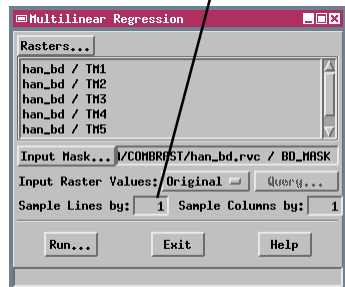 Multilinear Regression
Rasters...
han_bd / TM1
han_bd / TM2
han_bd / TM3
han_bd / TM4
han_bd / TM5
Input Mask... /COMBRAST/han_bd.rvc / BD_MASK
Input Raster Values: Original Query...
Sample Lines by: 1 Sample Columns by: 1
Run... Exit Help